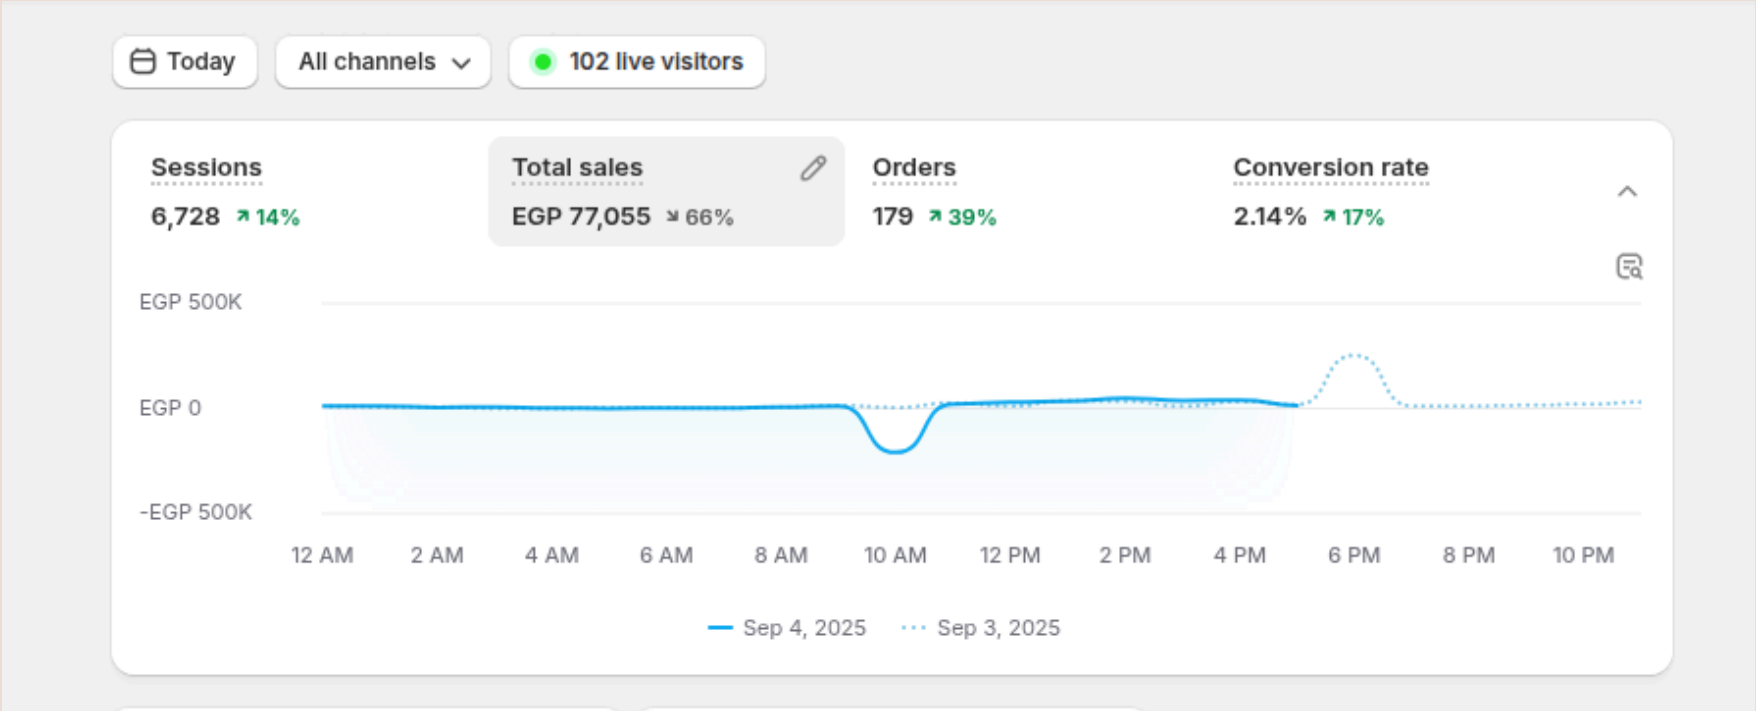 Today All channels 102 live visitors
Sessions Total sales Orders Conversion rate
6,728 14% EGP 77,055 66% 179 39% 2.14% 17%
EGP 500K
EGP 0
-EGP 500K
12 AM 2 AM 4 AM 6 AM 8 AM 10 AM 12 PM 2 PM 4 PM 6 PM 8 PM 10 PM
Sep 4, 2025 Sep 3, 2025